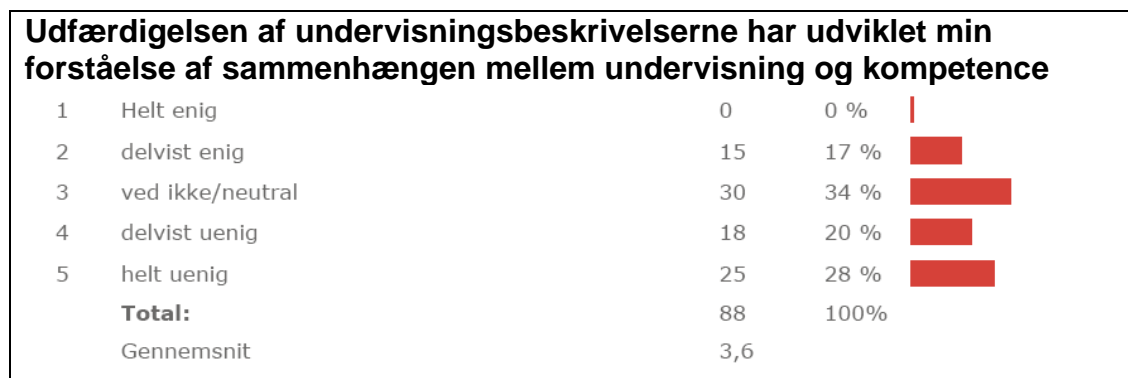 Udfærdigelsen af undervisningsbeskrivelserne har udviklet min
forståelse af sammenhængen mellem undervisning og kompetence
1 Helt enig 0 0 %
2 delvist enig 15 17 %
3 ved ikke/neutral 30 34 %
4 delvist uenig 18 20 %
5 helt uenig 25 28 %
Total: 88 100%
Gennemsnit 3,6